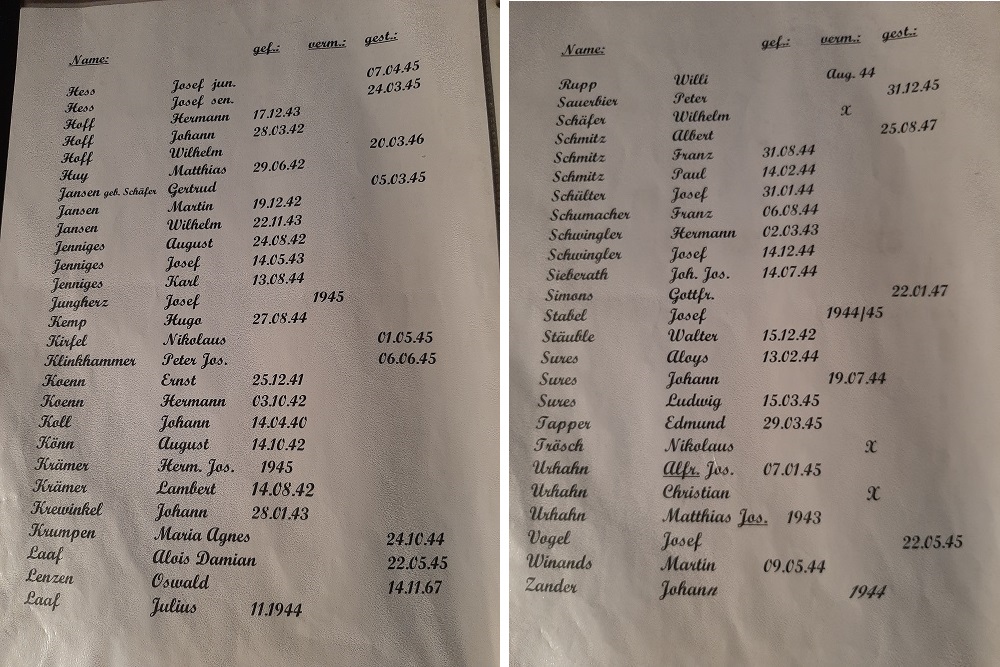 Name: gef.: verm.: gest.:
Hess Josef jun. 07.04.45
Hess Josef sen. 24.03.45
Hoff Hermann 17.12.43
Hoff Johann 28.03.42
Hoff Wilhelm 20.03.46
Huy Matthias 29.06.42
Jansen geb. Schäfer Gertrud 05.03.45
Jansen Martin 19.12.42
Jansen Wilhelm 22.11.43
Jenniges August 24.08.42
Jenniges Josef 14.05.43
Jenniges Karl 13.08.44
Jungherz Josef 1945
Kemp Hugo 27.08.44
Kirfel Nikolaus 01.05.45
Klinkhammer Peter Jos. 06.06.45
Koenn Ernst 25.12.41
Koenn Hermann 03.10.42
Koll Johann 14.04.40
Könn August 14.10.42
Krämer Herm. Jos. 1945
Krämer Lambert 14.08.42
Krewinkel Johann 28.01.43
Krumpen Maria Agnes 24.10.44
Laaf Alois Damian 22.05.45
Lenzen Oswald 14.11.67
Laaf Julius 11.1944
Name: gef.: verm.: gest.:
Rupp Willi Aug. 44
Sauerbier Peter 31.12.45
Schäfer Wilhelm X
Schmitz Albert 25.08.47
Schmitz Franz 31.08.44
Schmitz Paul 14.02.44
Schülter Josef 31.01.44
Schumacher Franz 06.08.44
Schwingler Hermann 02.03.43
Schwingler Josef 14.12.44
Sieberath Joh. Jos. 14.07.44
Simons Gottfr. 22.01.47
Stabel Josef 1944/45
Stäuble Walter 15.12.42
Sures Aloys 13.02.44
Sures Johann 19.07.44
Sures Ludwig 15.03.45
Tapper Edmund 29.03.45
Trösch Nikolaus X
Urhahn Alfr. Jos. 07.01.45
Urhahn Christian X
Urhahn Matthias Jos. 1943
Vogel Josef 22.05.45
Winands Martin 09.05.44
Zander Johann 1944